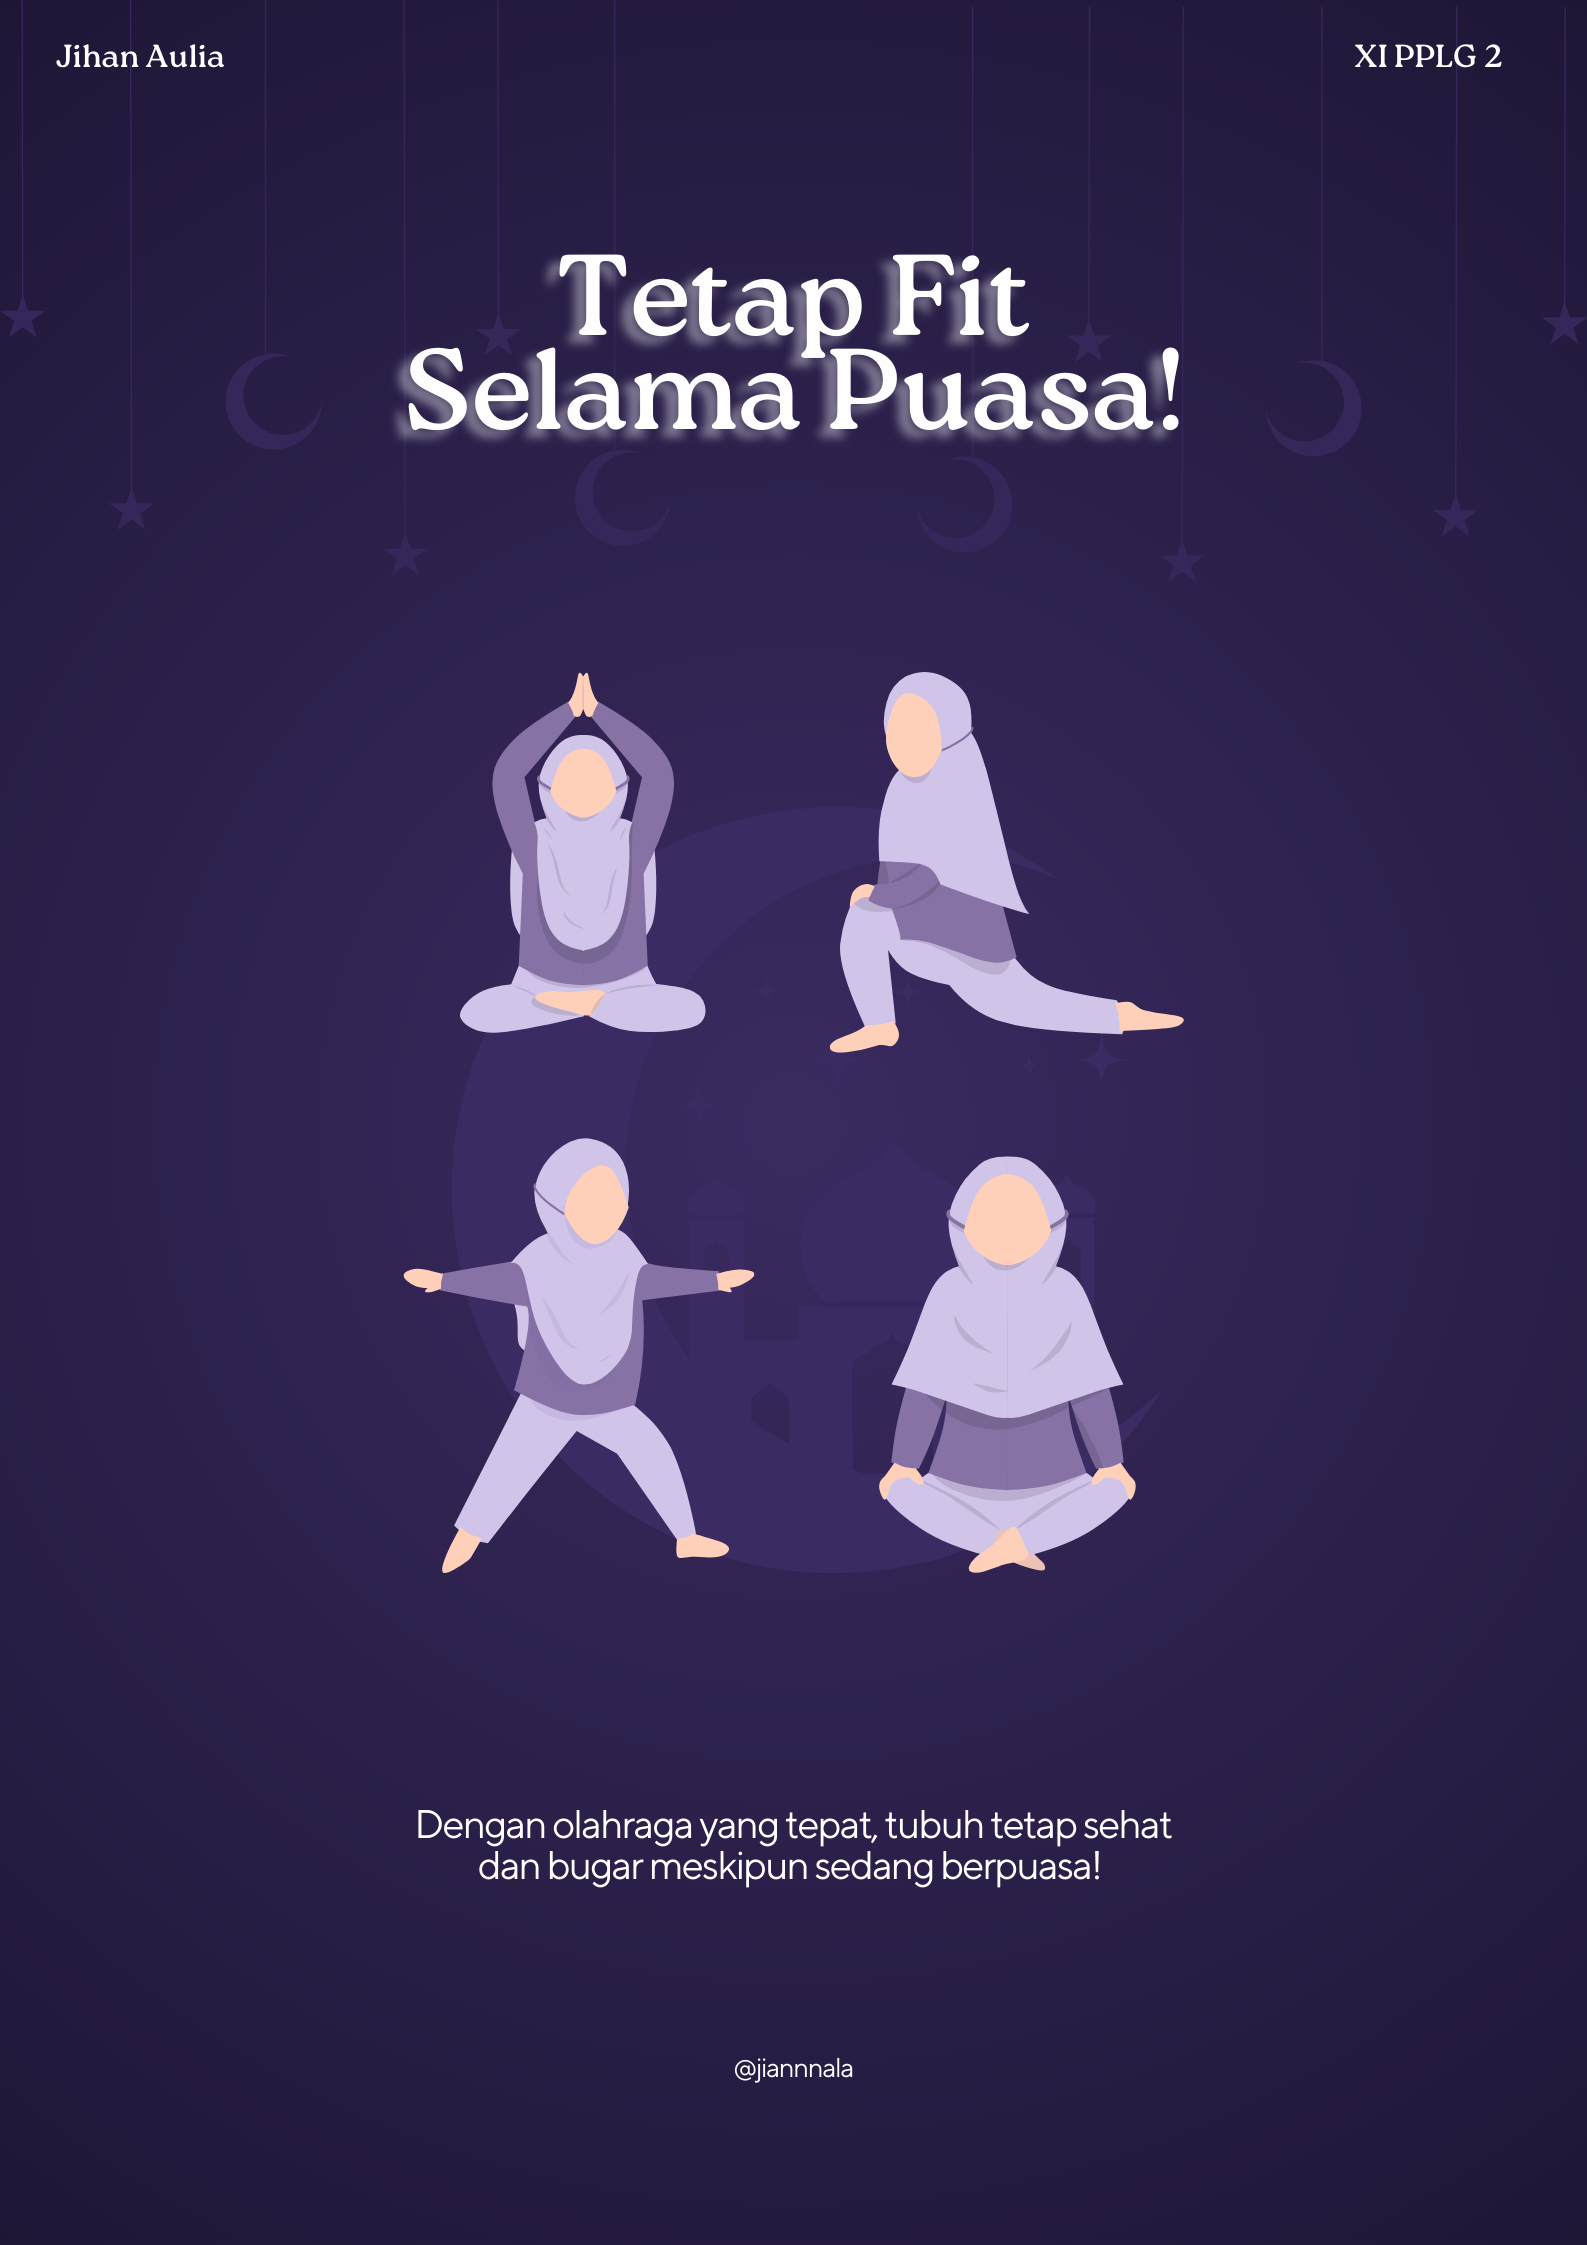 Jihan Aulia
XI PPLG 2
Tetap Fit
Selama Puasa!
Dengan olahraga yang tepat, tubuh tetap sehat
dan bugar meskipun sedang berpuasa!
@jiannnala